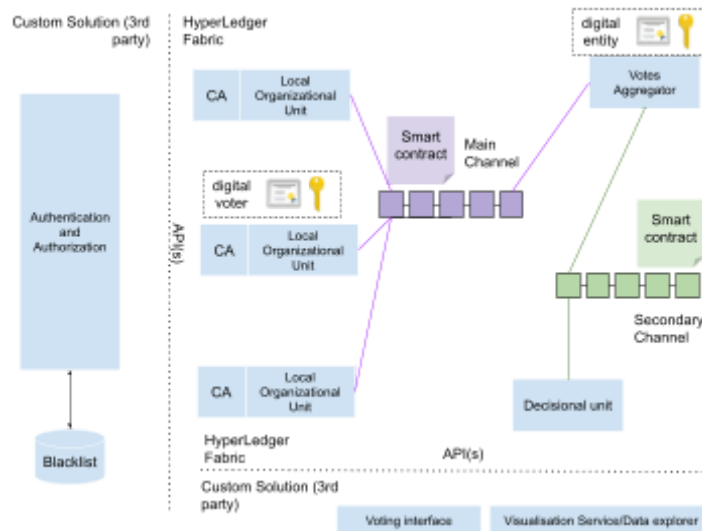 Custom Solution (3rd
party)
HyperLedger
Fabric
digital
entity
CA
Local
Organizational
Unit
Votes
Aggregator
Smart
contract
Main
Channel
digital
voter
Authentication
and
Authorization
API(s)
CA
Local
Organizational
Unit
Smart
contract
Secondary
Channel
CA
Local
Organizational
Unit
Decisional unit
Blacklist
HyperLedger
Fabric
API(s)
Custom Solution (3rd
party)
Voting interface
Visualisation Service/Data explorer